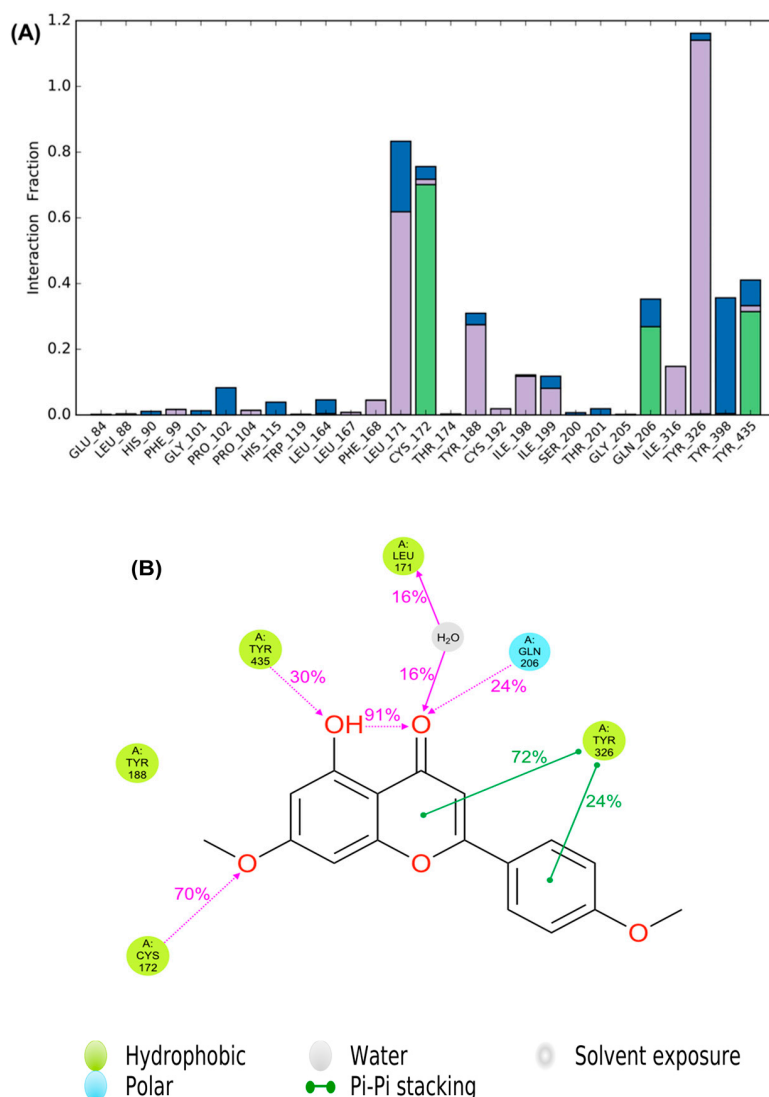 (A)
Interaction Fraction
1.2
1.0
0.8
0.6
0.4
0.2
0.0
GLU_84
LEU_88
HIS_90
PHE_99
GLY_101
PRO_102
PRO_104
HIS_115
TRP_119
LEU_164
LEU_167
PHE_168
LEU_171
CYS_172
THR_174
TYR_188
CYS_192
ILE_198
ILE_199
SER_200
THR_201
GLY_205
GLN_206
ILE_316
TYR_326
TYR_398
TYR_435
(B)
A:
LEU
171
16%
H₂O
A:
TYR
435
A:
GLN
206
30%
16%
24%
OH
91%
O
A:
TYR
326
72%
A:
TYR
188
24%
O
O
70%
A:
CYS
172
O
Hydrophobic
Water
Solvent exposure
Polar
Pi-Pi stacking